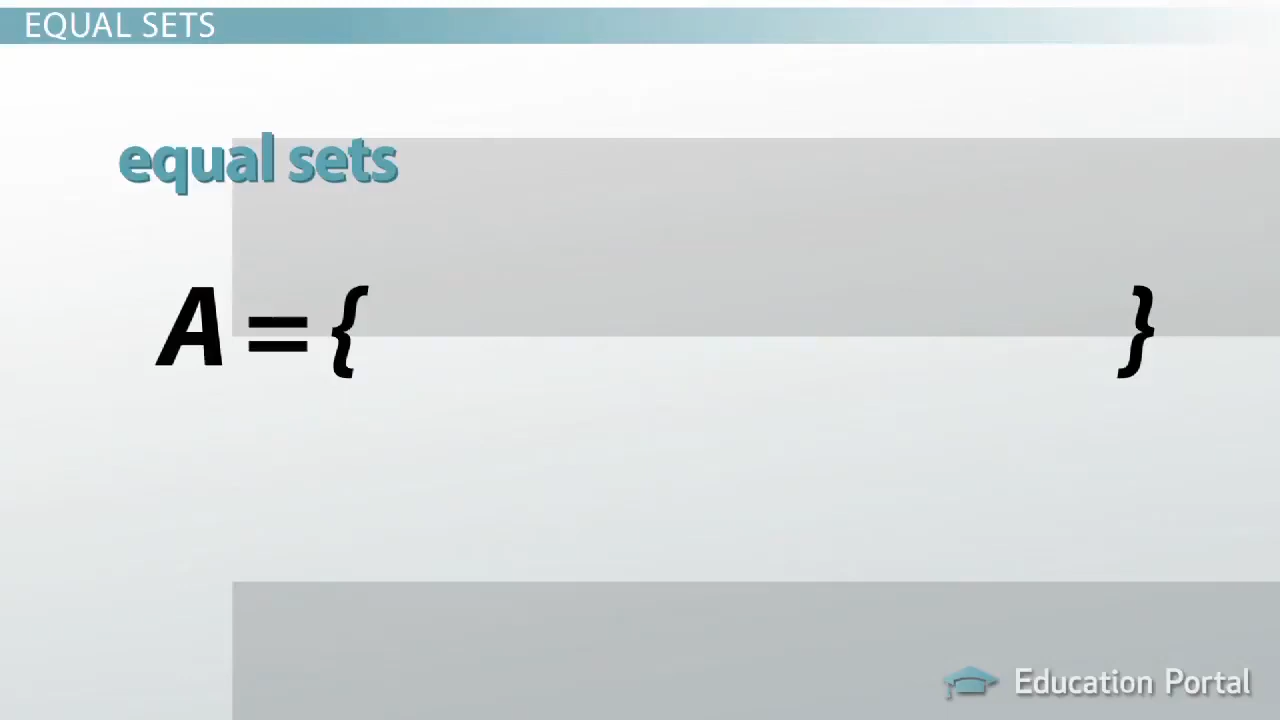 EQUAL SETS
equal sets
A = { }
Education Portal